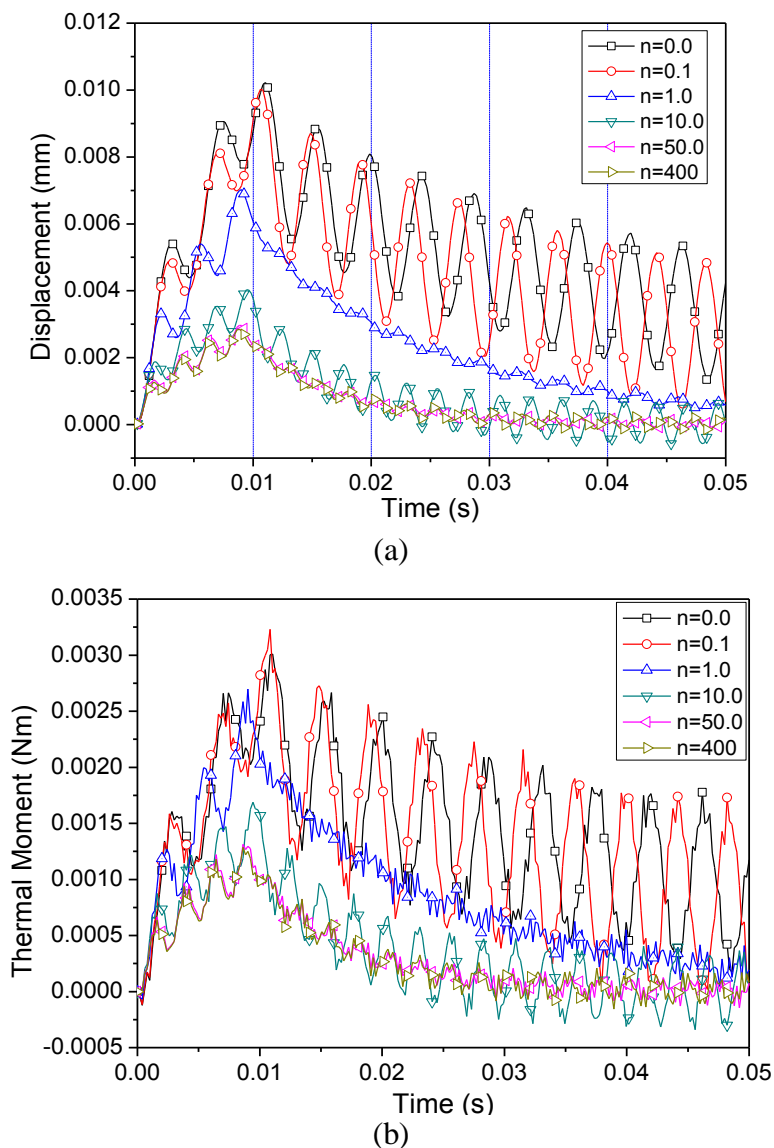 0.012
0.010
0.008
0.006
0.004
0.002
0.000
Displacement (mm)
n=0.0
n=0.1
n=1.0
n=10.0
n=50.0
n=400
0.00 0.01 0.02 0.03 0.04 0.05
Time (s)
(a)
0.0035
0.0030
0.0025
0.0020
0.0015
0.0010
0.0005
0.0000
-0.0005
Thermal Moment (Nm)
n=0.0
n=0.1
n=1.0
n=10.0
n=50.0
n=400
0.00 0.01 0.02 0.03 0.04 0.05
Time (s)
(b)